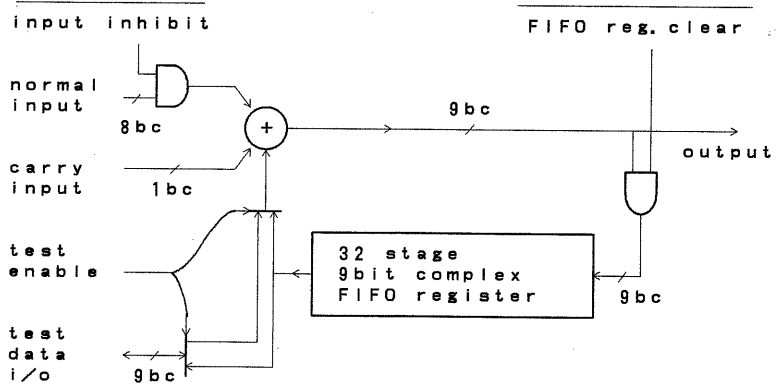 input inhibit
FIFO reg. clear
normal
input
8bc
9bc
+
output
carry
input
1bc
test
enable
32 stage
9bit complex
FIFO register
9bc
test
data
i/o
9bc